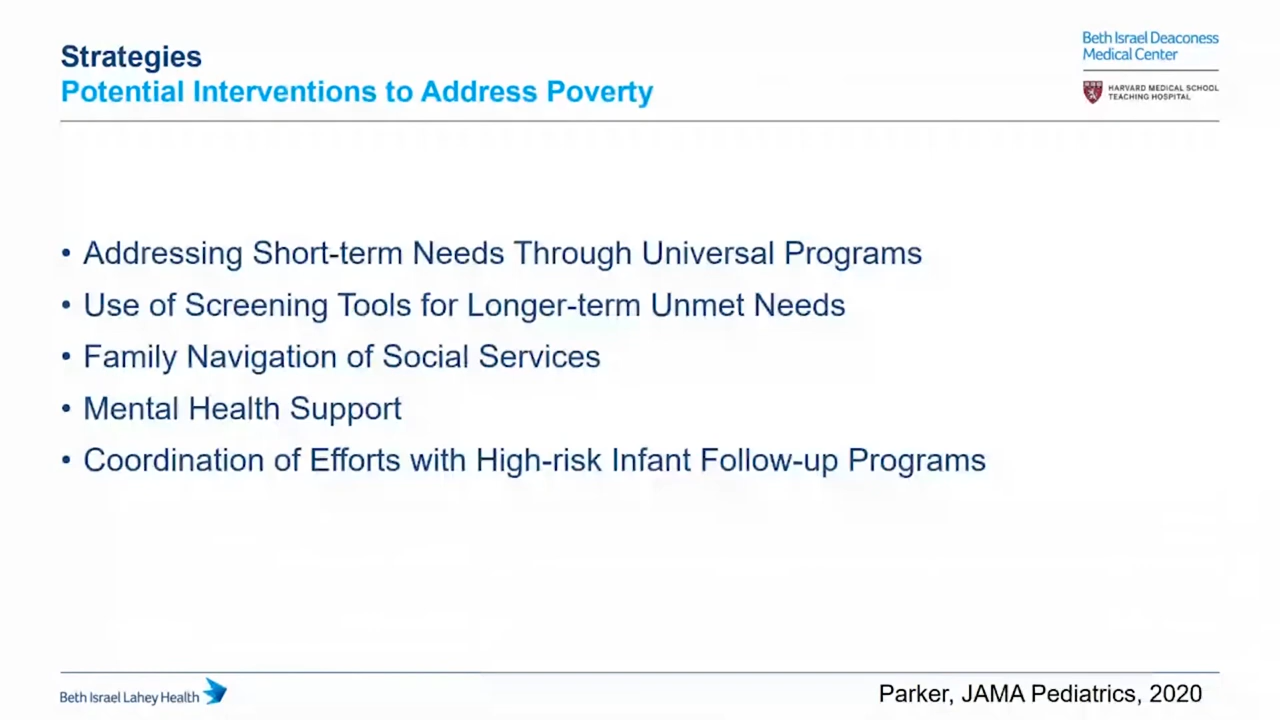 Strategies
Potential Interventions to Address Poverty
Beth Israel Deaconess
Medical Center
HARVARD MEDICAL SCHOOL
TEACHING HOSPITAL
• Addressing Short-term Needs Through Universal Programs
• Use of Screening Tools for Longer-term Unmet Needs
• Family Navigation of Social Services
• Mental Health Support
• Coordination of Efforts with High-risk Infant Follow-up Programs
Beth Israel Lahey Health
Parker, JAMA Pediatrics, 2020